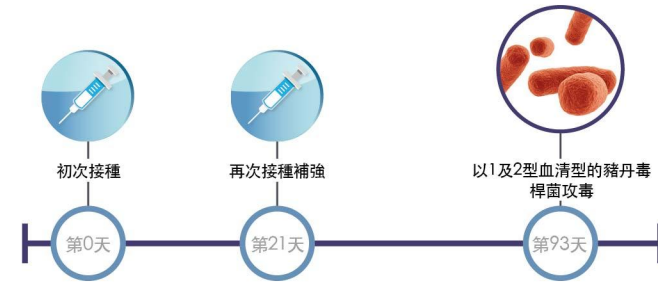 初次接種
再次接種補強
以1及2型血清型的豬丹毒
桿菌攻毒
第0天
第21天
第93天